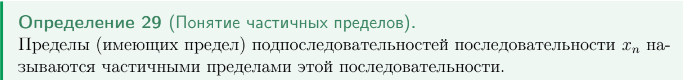 Определение 29 (Понятие частичных пределов).
Пределы (имеющих предел) подпоследовательностей последовательности xₙ на-
зываются частичными пределами этой последовательности.